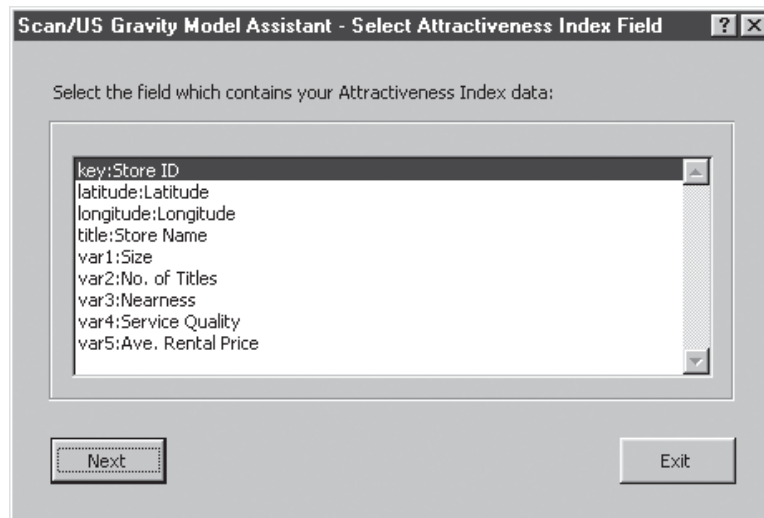 Scan/US Gravity Model Assistant - Select Attractiveness Index Field
Select the field which contains your Attractiveness Index data:
key:Store ID
latitude:Latitude
longitude:Longitude
title:Store Name
var1:Size
var2:No. of Titles
var3:Nearness
var4:Service Quality
var5:Ave. Rental Price
Next
Exit